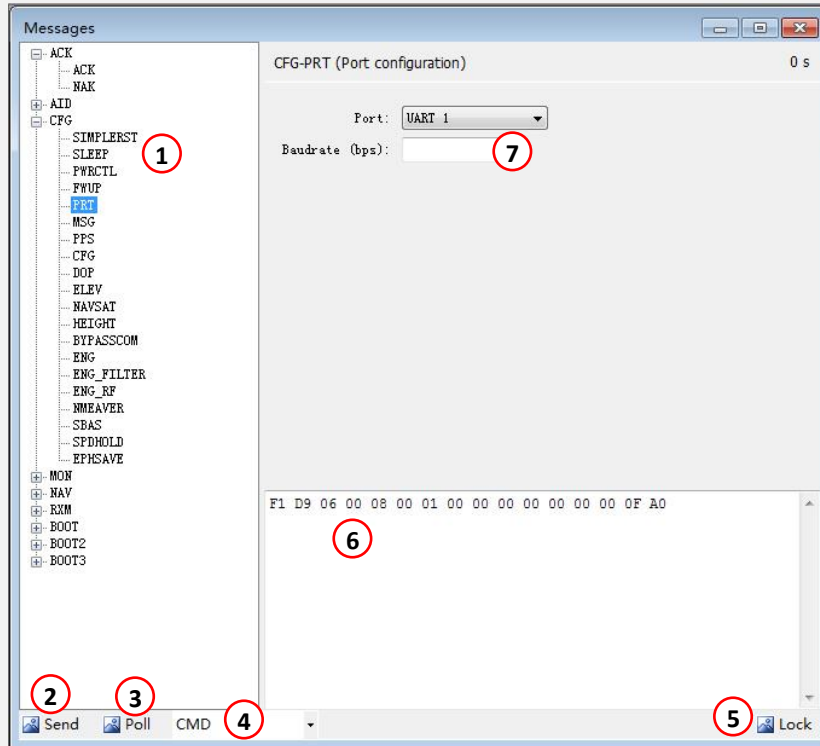 Messages
ACK
ACK
NAK
AID
CFG
SIMPLERST
SLEEP
PWRCTL
FWUP
PRT
MSG
PPS
CFG
DOP
ELEV
NAVSAT
HEIGHT
BYPASSCOM
ENG
ENG_FILTER
ENG_RF
NMEAVER
SBAS
SPDHOLD
EPHSAVE
MON
NAV
RXM
BOOT
BOOT2
BOOT3
1
CFG-PRT (Port configuration) 0 s
Port: UART 1
Baudrate (bps): 7
F1 D9 06 00 08 00 01 00 00 00 00 00 00 00 0F A0
6
2 3 4 5
Send Poll CMD Lock